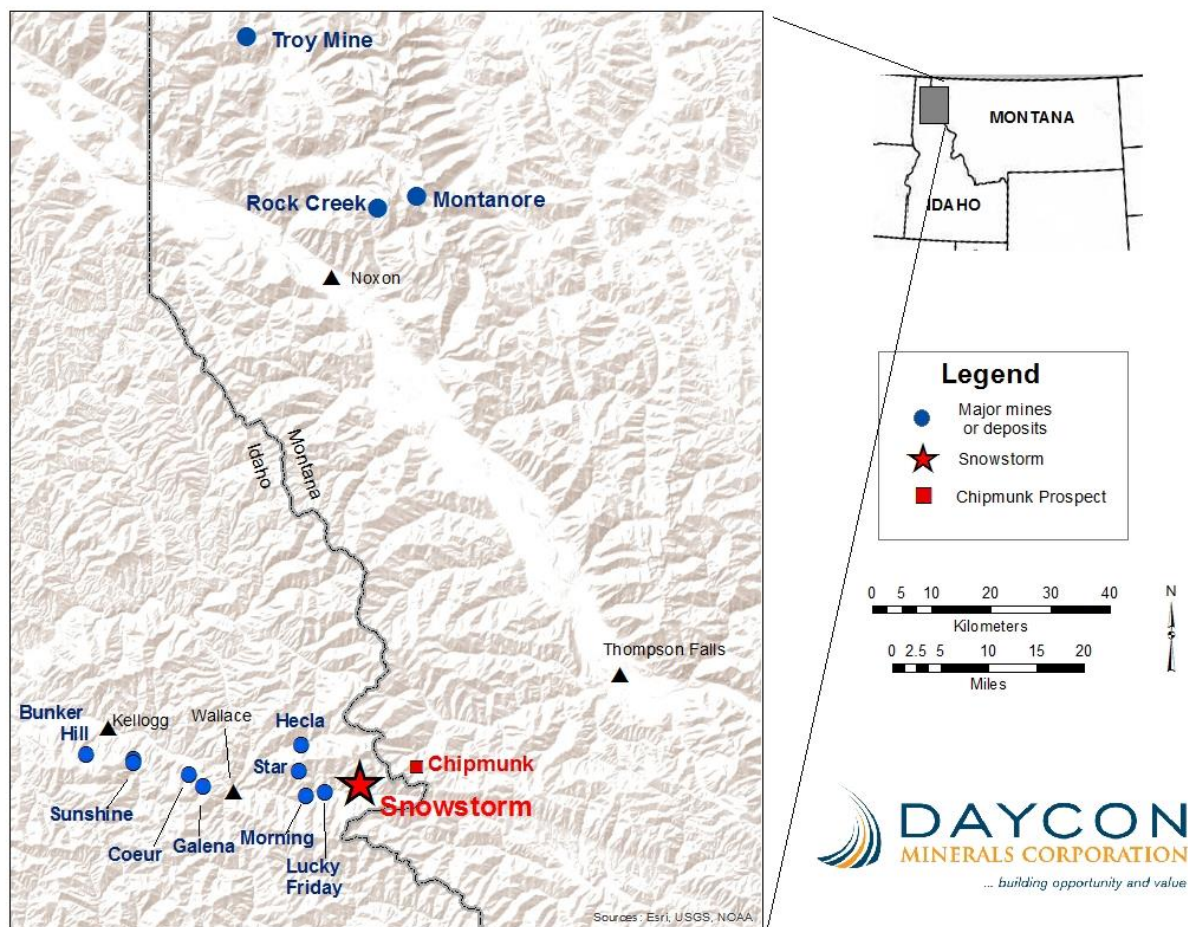 Troy Mine
Rock Creek
Montanore
Noxon
Montana
Idaho
Thompson Falls
Bunker
Hill
Kellogg
Wallace
Hecla
Star
Chipmunk
Snowstorm
Sunshine
Coeur
Galena
Morning
Lucky
Friday
Sources: Esri, USGS, NOAA
MONTANA
IDAHO
Legend
Major mines
or deposits
Snowstorm
Chipmunk Prospect
0 5 10 20 30 40
Kilometers
0 2.5 5 10 15 20
Miles
N
DAYCON
MINERALS CORPORATION
... building opportunity and value